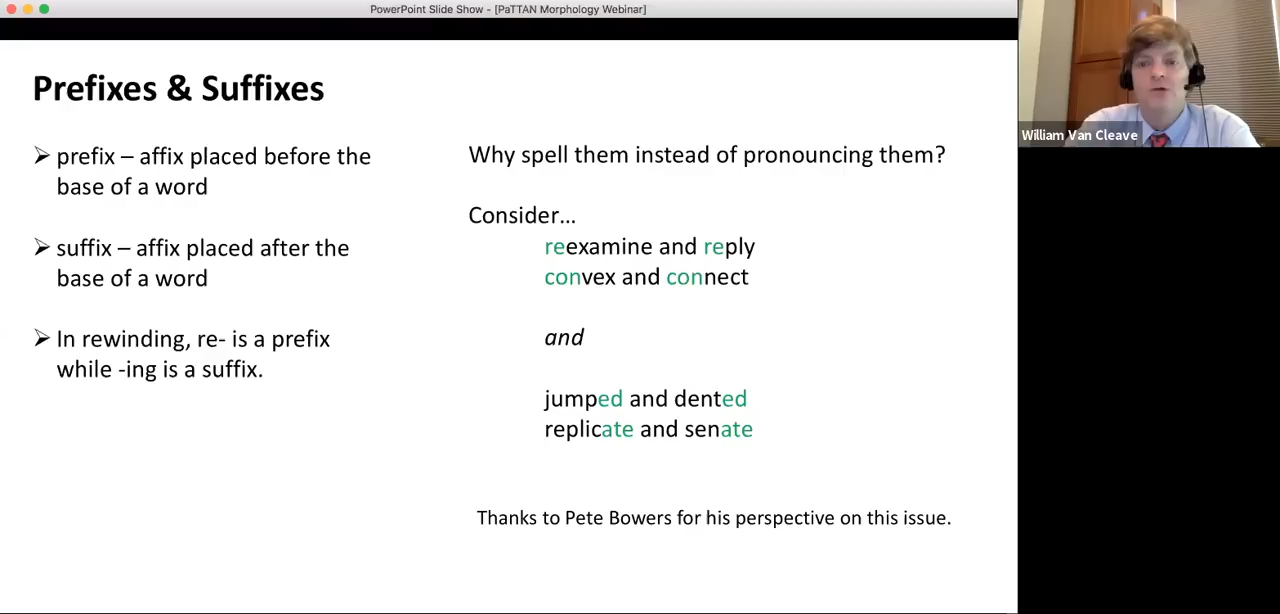 PowerPoint Slide Show - [PaTTAN Morphology Webinar]
Prefixes & Suffixes
➢ prefix – affix placed before the
base of a word
➢ suffix – affix placed after the
base of a word
➢ In rewinding, re- is a prefix
while -ing is a suffix.
Why spell them instead of pronouncing them?
Consider…
reexamine and reply
convex and connect
and
jumped and dented
replicate and senate
Thanks to Pete Bowers for his perspective on this issue.
William Van Cleave